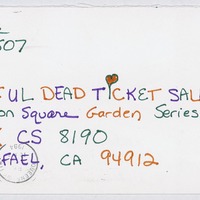 507
FUL DEAD TICKET SAL
on Square Garden Series
CS 8190
FAEL, CA 94912